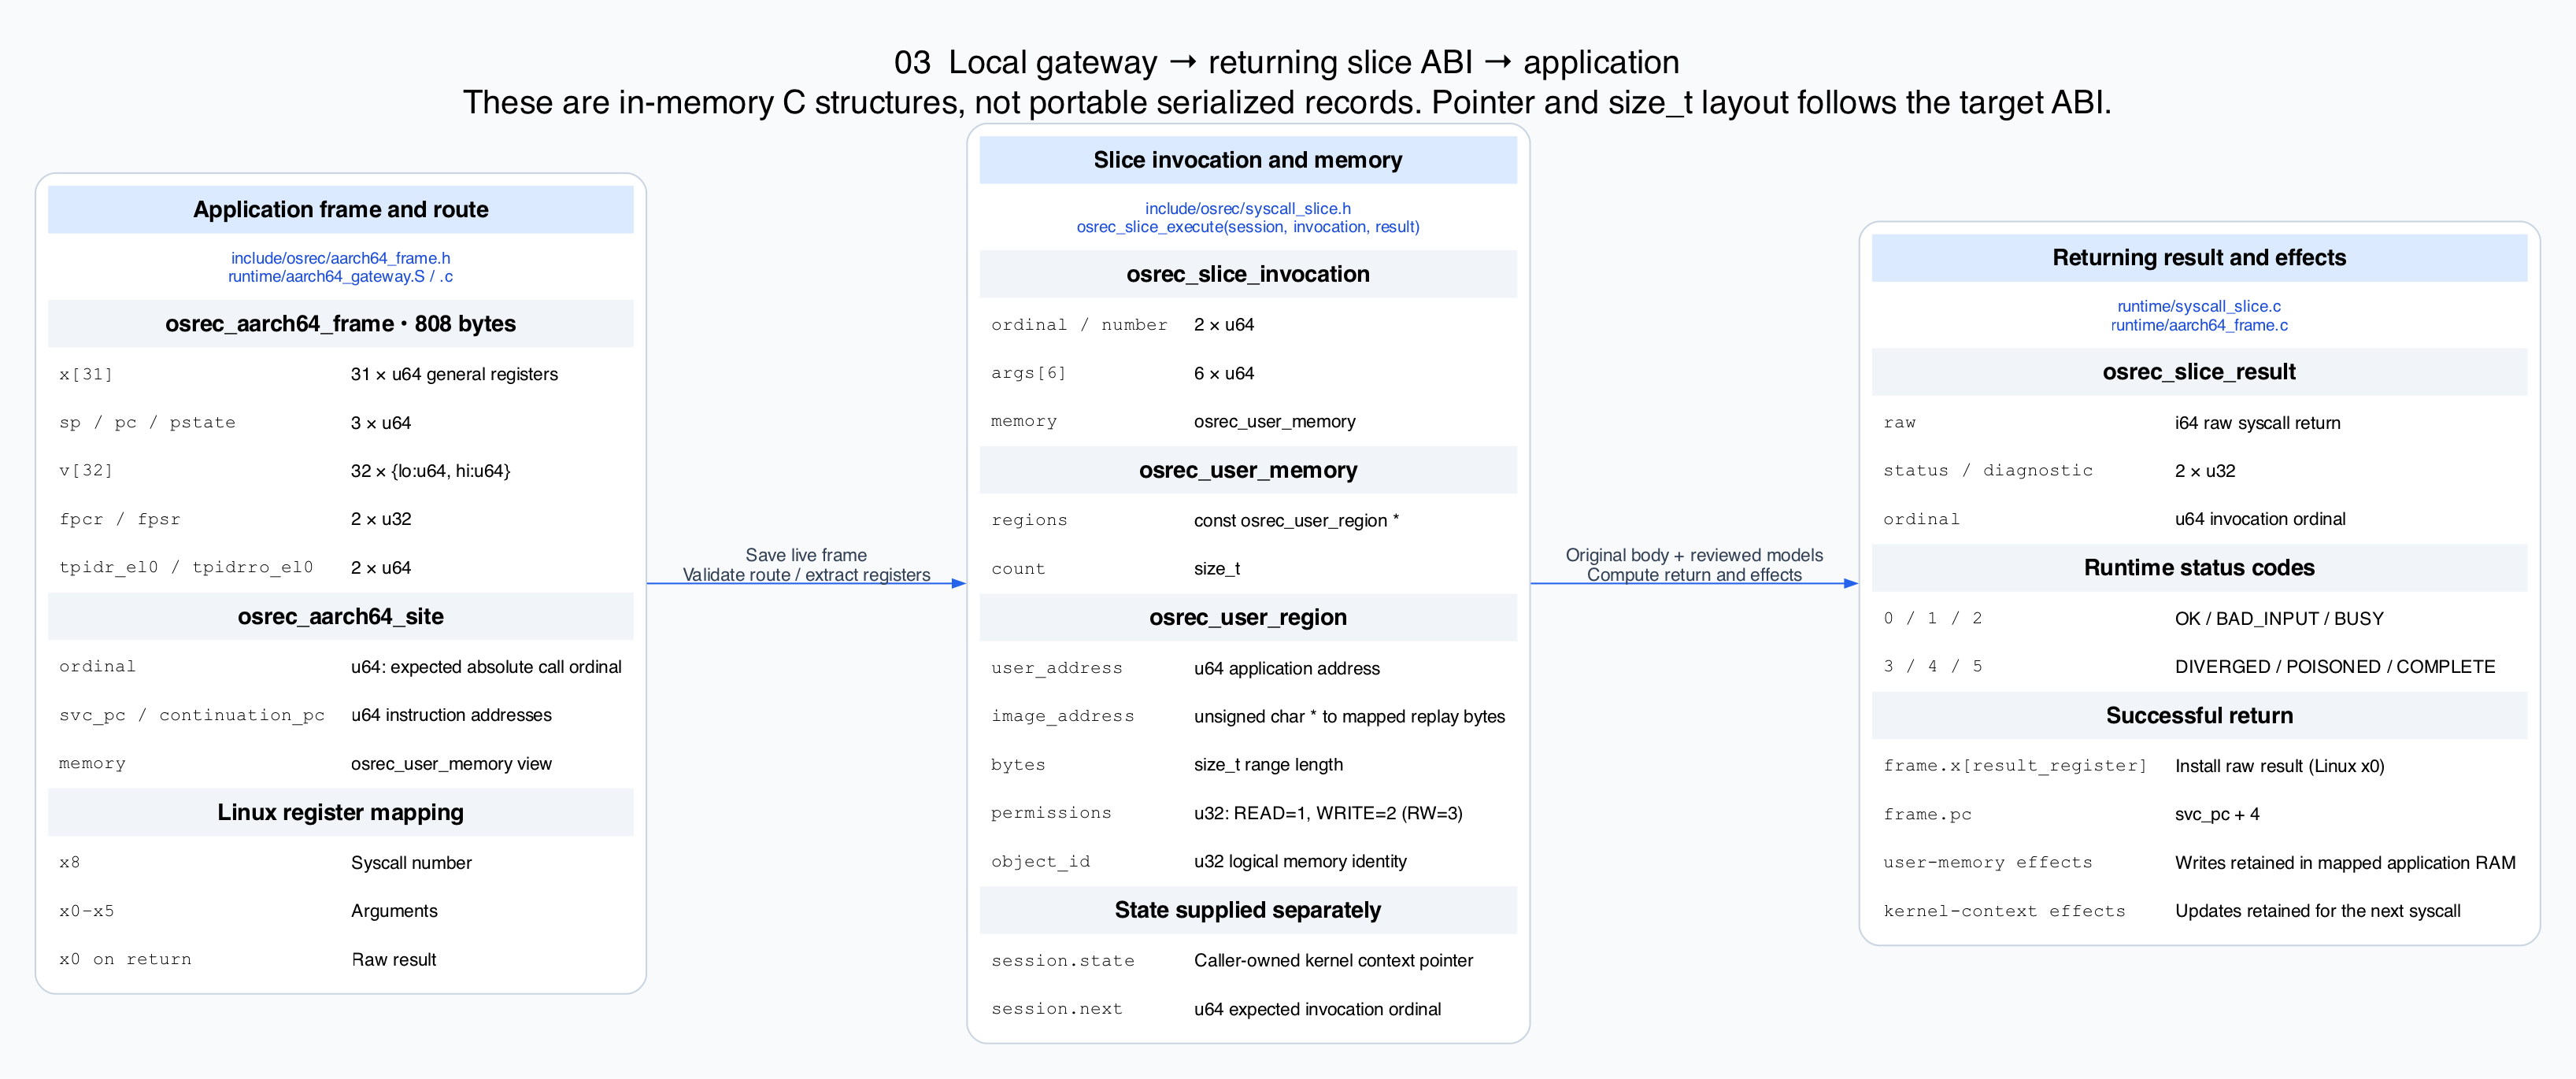 03 Local gateway → returning slice ABI → application
These are in-memory C structures, not portable serialized records. Pointer and size_t layout follows the target ABI.
Application frame and route
include/osrec/aarch64_frame.h
runtime/aarch64_gateway.S / .c
osrec_aarch64_frame • 808 bytes
x[31] 31 × u64 general registers
sp / pc / pstate 3 × u64
v[32] 32 × {lo:u64, hi:u64}
fpcr / fpsr 2 × u32
tpidr_el0 / tpidrro_el0 2 × u64
osrec_aarch64_site
ordinal u64: expected absolute call ordinal
svc_pc / continuation_pc u64 instruction addresses
memory osrec_user_memory view
Linux register mapping
x8 Syscall number
x0–x5 Arguments
x0 on return Raw result
Save live frame
Validate route / extract registers
Slice invocation and memory
include/osrec/syscall_slice.h
osrec_slice_execute(session, invocation, result)
osrec_slice_invocation
ordinal / number 2 × u64
args[6] 6 × u64
memory osrec_user_memory
osrec_user_memory
regions const osrec_user_region *
count size_t
osrec_user_region
user_address u64 application address
image_address unsigned char * to mapped replay bytes
bytes size_t range length
permissions u32: READ=1, WRITE=2 (RW=3)
object_id u32 logical memory identity
State supplied separately
session.state Caller-owned kernel context pointer
session.next u64 expected invocation ordinal
Original body + reviewed models
Compute return and effects
Returning result and effects
runtime/syscall_slice.c
runtime/aarch64_frame.c
osrec_slice_result
raw i64 raw syscall return
status / diagnostic 2 × u32
ordinal u64 invocation ordinal
Runtime status codes
0 / 1 / 2 OK / BAD_INPUT / BUSY
3 / 4 / 5 DIVERGED / POISONED / COMPLETE
Successful return
frame.x[result_register] Install raw result (Linux x0)
frame.pc svc_pc + 4
user-memory effects Writes retained in mapped application RAM
kernel-context effects Updates retained for the next syscall